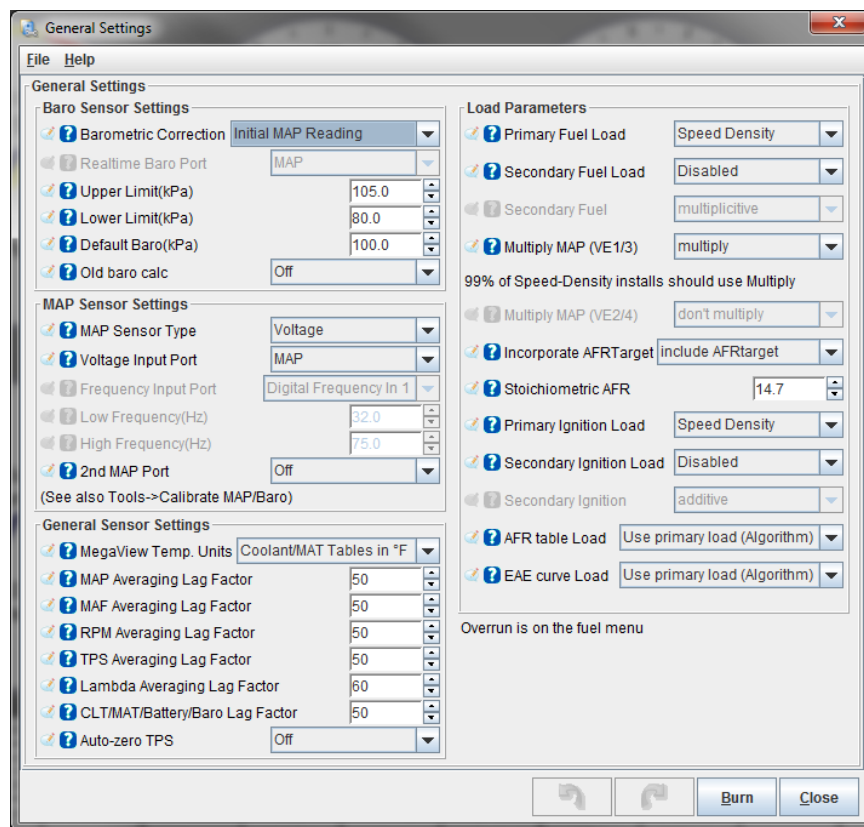 General Settings
File Help
General Settings
Baro Sensor Settings
Barometric Correction Initial MAP Reading
Realtime Baro Port MAP
Upper Limit(kPa) 105.0
Lower Limit(kPa) 80.0
Default Baro(kPa) 100.0
Old baro calc Off
MAP Sensor Settings
MAP Sensor Type Voltage
Voltage Input Port MAP
Frequency Input Port Digital Frequency In 1
Low Frequency(Hz) 32.0
High Frequency(Hz) 75.0
2nd MAP Port Off
(See also Tools->Calibrate MAP/Baro)
General Sensor Settings
MegaView Temp. Units Coolant/MAT Tables in °F
MAP Averaging Lag Factor 50
MAF Averaging Lag Factor 50
RPM Averaging Lag Factor 50
TPS Averaging Lag Factor 50
Lambda Averaging Lag Factor 60
CLT/MAT/Battery/Baro Lag Factor 50
Auto-zero TPS Off
Load Parameters
Primary Fuel Load Speed Density
Secondary Fuel Load Disabled
Secondary Fuel multiplicitive
Multiply MAP (VE1/3) multiply
99% of Speed-Density installs should use Multiply
Multiply MAP (VE2/4) don't multiply
Incorporate AFRTarget include AFRtarget
Stoichiometric AFR 14.7
Primary Ignition Load Speed Density
Secondary Ignition Load Disabled
Secondary Ignition additive
AFR table Load Use primary load (Algorithm)
EAE curve Load Use primary load (Algorithm)
Overrun is on the fuel menu
Burn Close